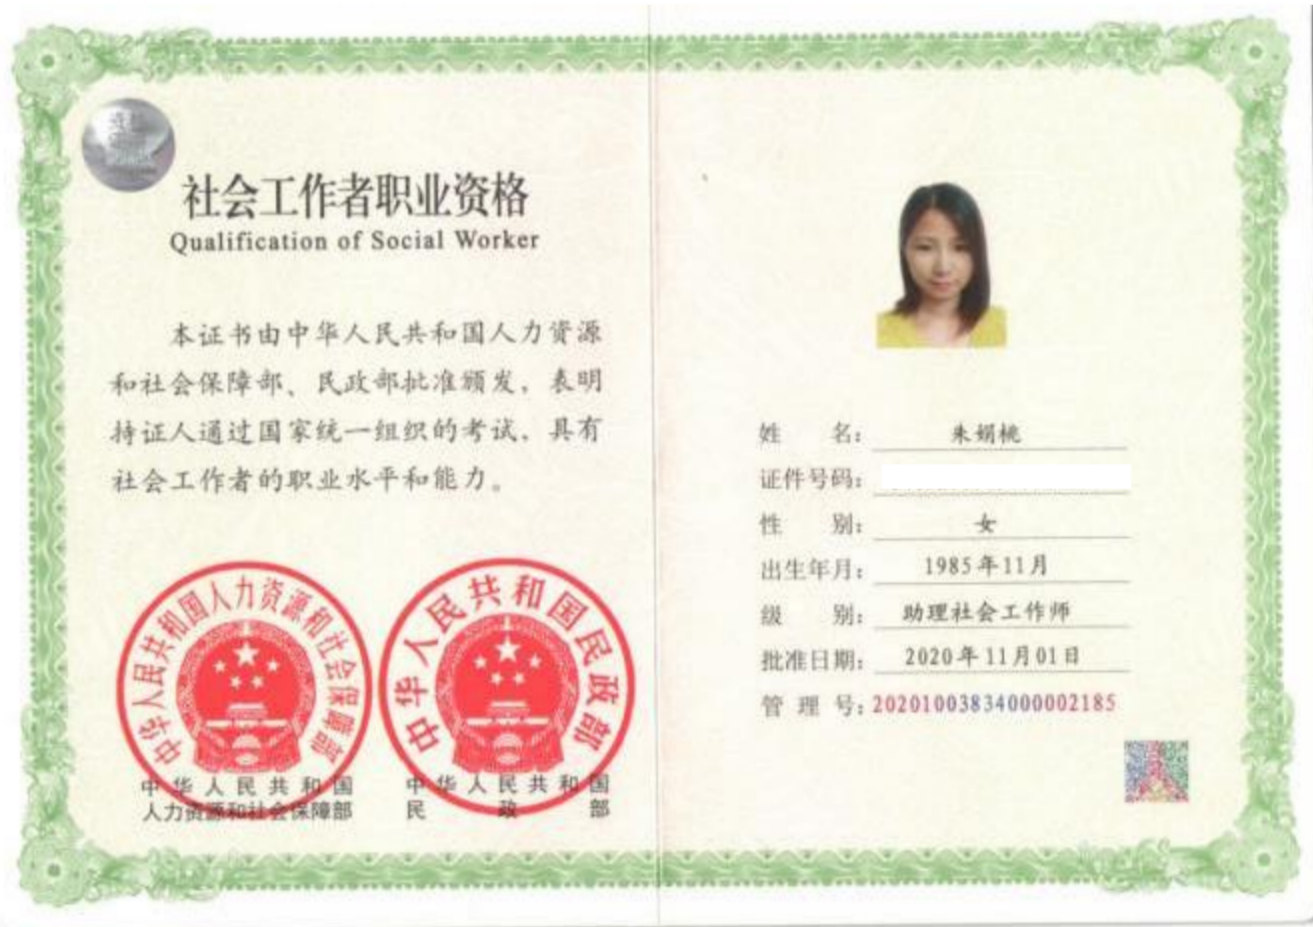 社会工作者职业资格
Qualification of Social Worker
本证书由中华人民共和国人力资源
和社会保障部、民政部批准颁发，表明
持证人通过国家统一组织的考试，具有
社会工作者的职业水平和能力。
中华人民共和国人力资源和社会保障部
中华人民共和国民政部
中华人民共和国
人力资源和社会保障部
中华人民共和国
民政部
姓名：朱娟桃
证件号码：
性别：女
出生年月：1985年11月
级别：助理社会工作师
批准日期：2020年11月01日
管理号：20201003834000002185